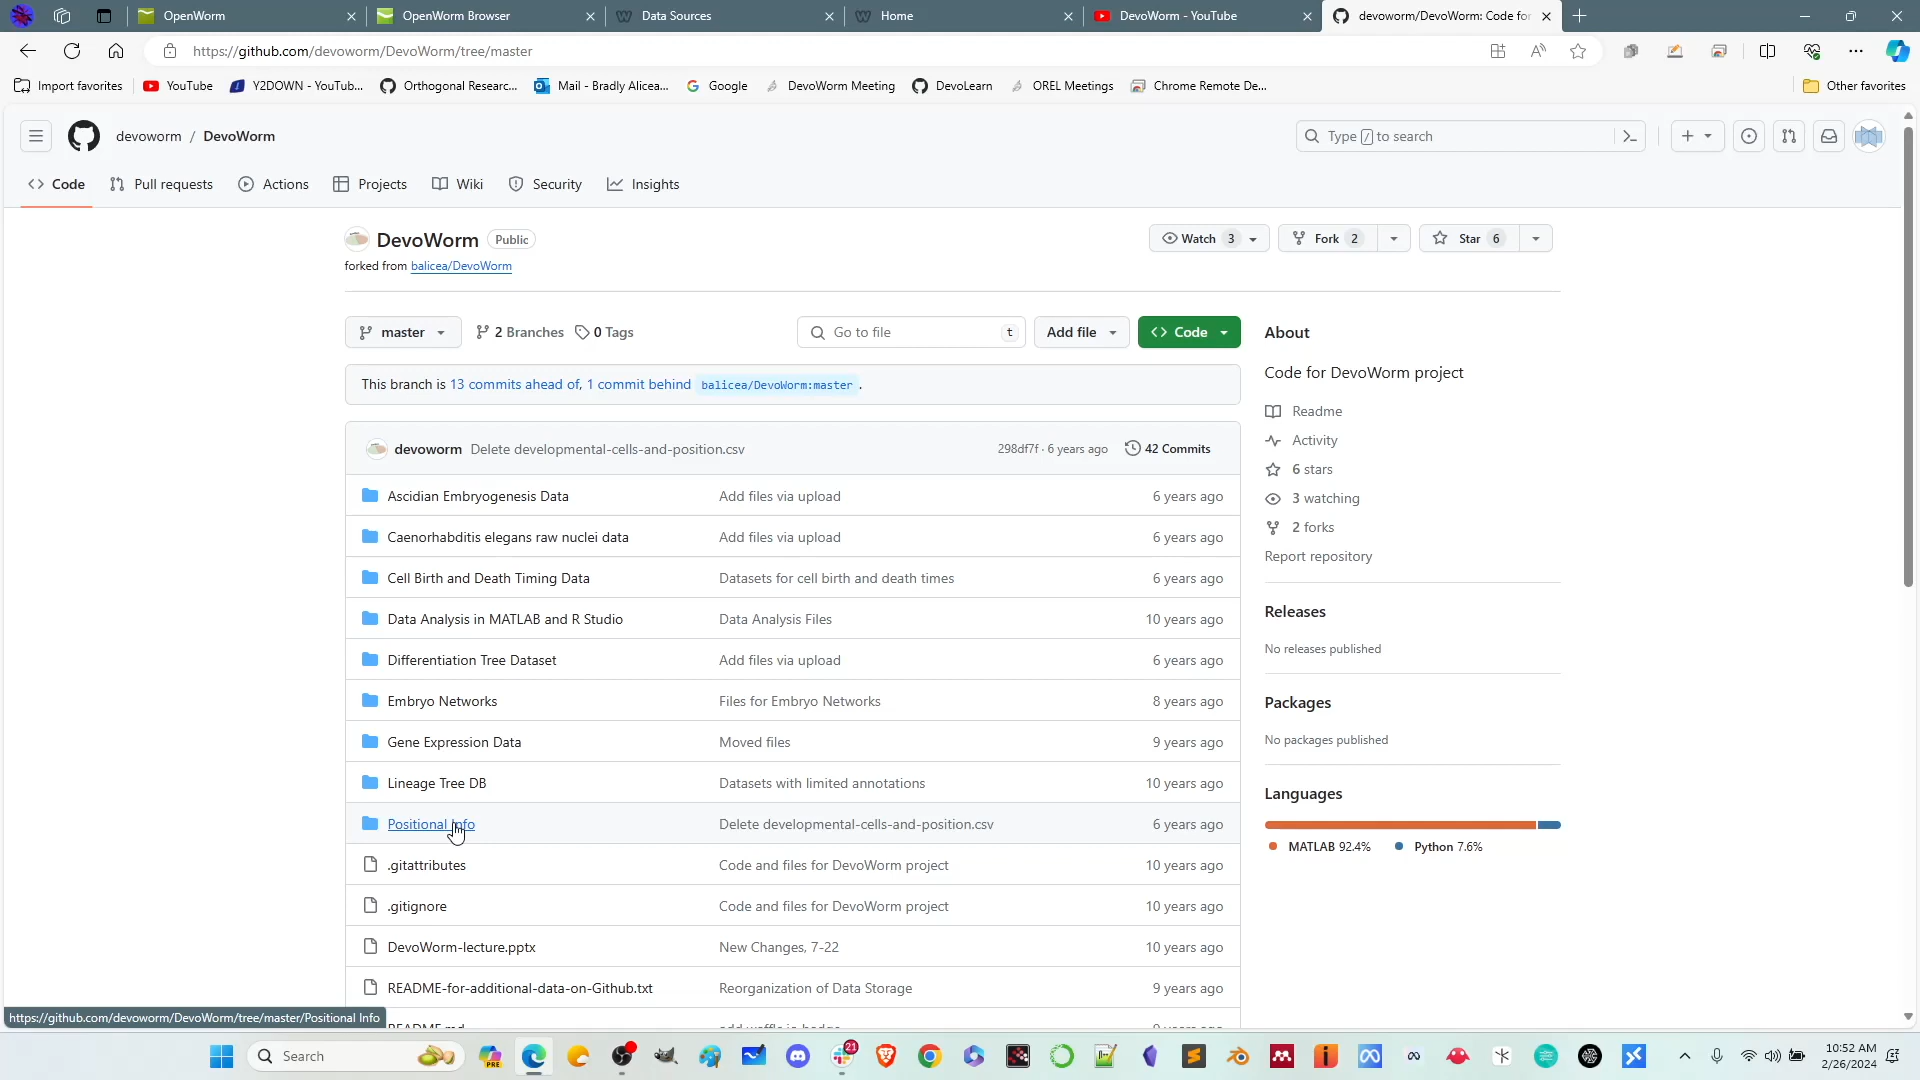 OpenWorm
OpenWorm Browser
Data Sources
Home
DevoWorm - YouTube
devoworm/DevoWorm: Code for
https://github.com/devoworm/DevoWorm/tree/master
Import favorites
YouTube
Y2DOWN - YouTub...
Orthogonal Researc...
Mail - Bradly Alicea...
Google
DevoWorm Meeting
DevoLearn
OREL Meetings
Chrome Remote De...
Other favorites
devoworm / DevoWorm
Type / to search
Code
Pull requests
Actions
Projects
Wiki
Security
Insights
DevoWorm Public
Watch 3
Fork 2
Star 6
forked from balicea/DevoWorm
master
2 Branches
0 Tags
Go to file t
Add file
Code
About
This branch is 13 commits ahead of, 1 commit behind balicea/DevoWorm:master .
Code for DevoWorm project
Readme
Activity
6 stars
3 watching
2 forks
Report repository
devoworm Delete developmental-cells-and-position.csv 298df7f · 6 years ago 42 Commits
Ascidian Embryogenesis Data Add files via upload 6 years ago
Caenorhabditis elegans raw nuclei data Add files via upload 6 years ago
Cell Birth and Death Timing Data Datasets for cell birth and death times 6 years ago
Data Analysis in MATLAB and R Studio Data Analysis Files 10 years ago
Differentiation Tree Dataset Add files via upload 6 years ago
Embryo Networks Files for Embryo Networks 8 years ago
Gene Expression Data Moved files 9 years ago
Lineage Tree DB Datasets with limited annotations 10 years ago
Positional Info Delete developmental-cells-and-position.csv 6 years ago
.gitattributes Code and files for DevoWorm project 10 years ago
.gitignore Code and files for DevoWorm project 10 years ago
DevoWorm-lecture.pptx New Changes, 7-22 10 years ago
README-for-additional-data-on-Github.txt Reorganization of Data Storage 9 years ago
README.md add waffle.io badge 9 years ago
Releases
No releases published
Packages
No packages published
Languages
MATLAB 92.4%
Python 7.6%
https://github.com/devoworm/DevoWorm/tree/master/Positional Info
Search
PRE
21
10:52 AM
2/26/2024